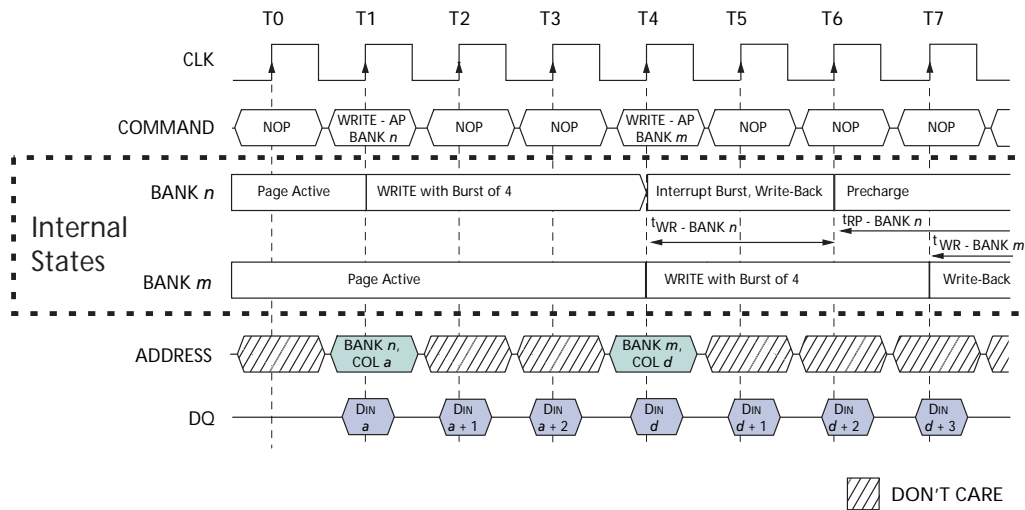 T0 T1 T2 T3 T4 T5 T6 T7
CLK
COMMAND NOP WRITE - AP BANK n NOP NOP WRITE - AP BANK m NOP NOP NOP
Internal States
BANK n Page Active WRITE with Burst of 4 Interrupt Burst, Write-Back Precharge
tWR - BANK n tRP - BANK n
tWR - BANK m
BANK m Page Active WRITE with Burst of 4 Write-Back
ADDRESS BANK n, COL a BANK m, COL d
DQ DIN a DIN a + 1 DIN a + 2 DIN d DIN d + 1 DIN d + 2 DIN d + 3
DON'T CARE